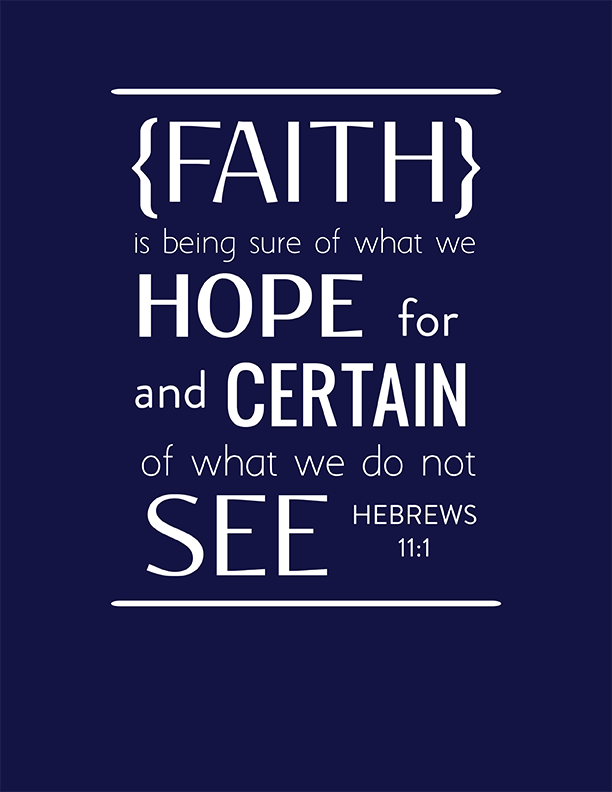 {FAITH}
is being sure of what we
HOPE for
and CERTAIN
of what we do not
SEE HEBREWS
11:1